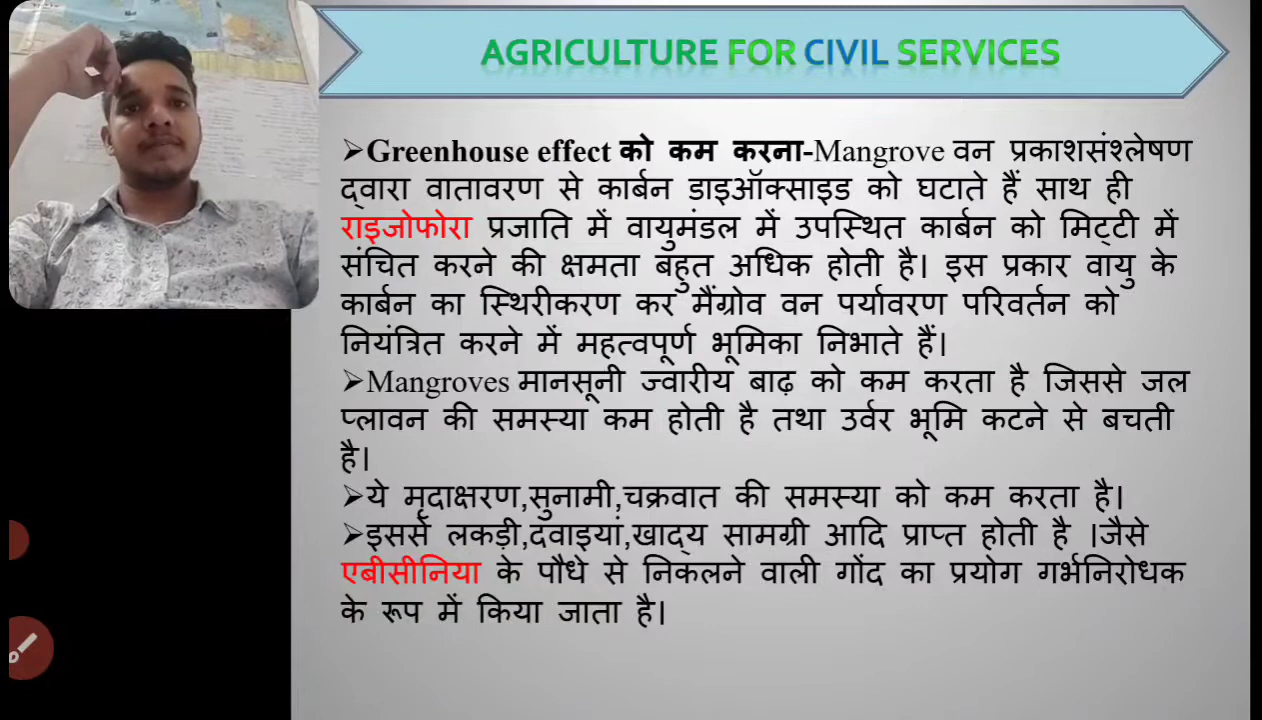 AGRICULTURE FOR CIVIL SERVICES
➢Greenhouse effect को कम करना-Mangrove वन प्रकाशसंश्लेषण
द्वारा वातावरण से कार्बन डाइऑक्साइड को घटाते हैं साथ ही
राइजोफोरा प्रजाति में वायुमंडल में उपस्थित कार्बन को मिट्टी में
संचित करने की क्षमता बहुत अधिक होती है। इस प्रकार वायु के
कार्बन का स्थिरीकरण कर मैंग्रोव वन पर्यावरण परिवर्तन को
नियंत्रित करने में महत्वपूर्ण भूमिका निभाते हैं।
➢Mangroves मानसूनी ज्वारीय बाढ़ को कम करता है जिससे जल
प्लावन की समस्या कम होती है तथा उर्वर भूमि कटने से बचती
है।
➢ये मृदाक्षरण,सुनामी,चक्रवात की समस्या को कम करता है।
➢इससे लकड़ी,दवाइयां,खाद्य सामग्री आदि प्राप्त होती है ।जैसे
एबीसीनिया के पौधे से निकलने वाली गोंद का प्रयोग गर्भनिरोधक
के रूप में किया जाता है।